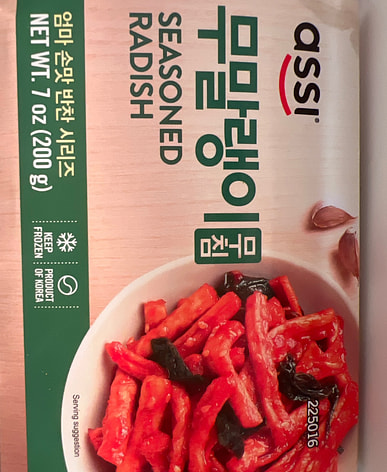 assi
무말랭이무침
SEASONED
RADISH
엄마 손맛 반찬 시리즈
NET WT. 7 oz (200 g)
KEEP
FROZEN
PRODUCT
OF KOREA
Serving suggestion
225016